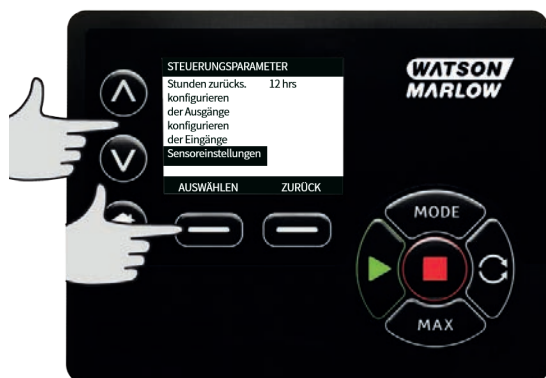 STEUERUNGSPARAMETER
Stunden zurücks. 12 hrs
konfigurieren
der Ausgänge
konfigurieren
der Eingänge
Sensoreinstellungen
AUSWÄHLEN ZURÜCK
WATSON
MARLOW
MODE
MAX